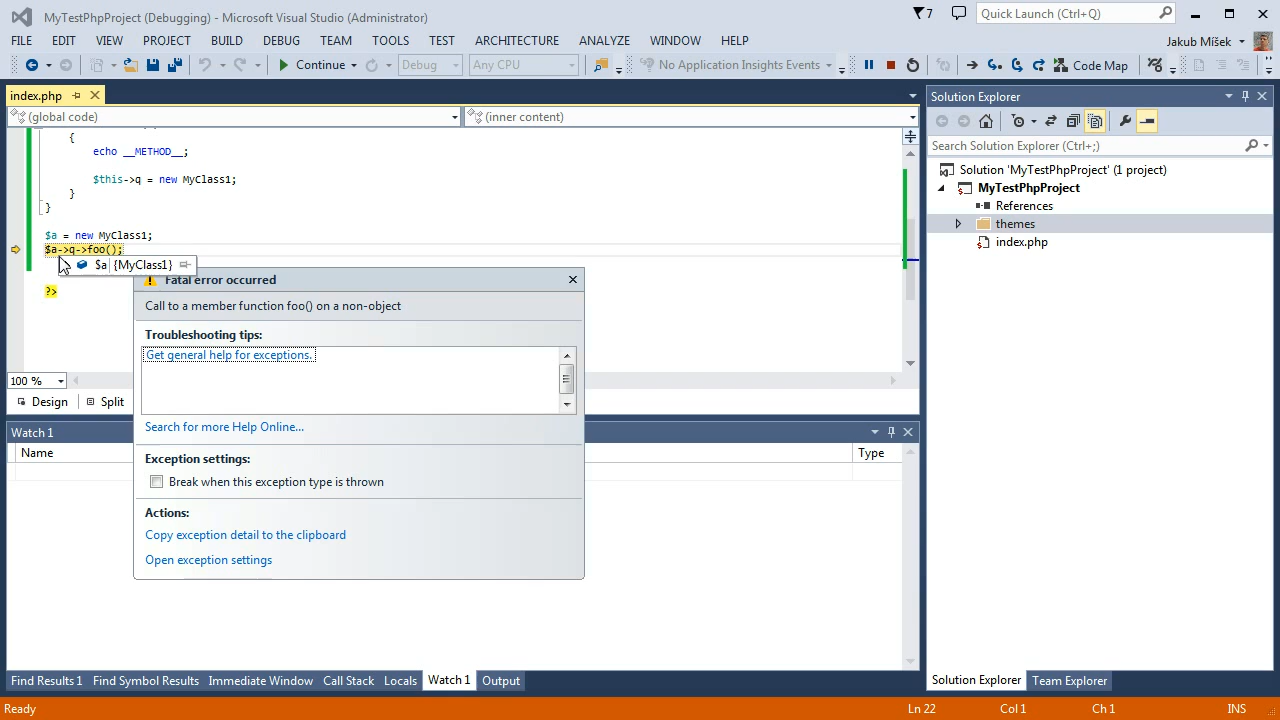 MyTestPhpProject (Debugging) - Microsoft Visual Studio (Administrator)
7
Quick Launch (Ctrl+Q)
FILE EDIT VIEW PROJECT BUILD DEBUG TEAM TOOLS TEST ARCHITECTURE ANALYZE WINDOW HELP
Jakub Míšek
Continue Debug Any CPU No Application Insights Events Code Map
index.php
(global code) (inner content)
{
echo __METHOD__;
$this->q = new MyClass1;
}
}
$a = new MyClass1;
$a->q->foo();
$a {MyClass1}
?>
Fatal error occurred
Call to a member function foo() on a non-object
Troubleshooting tips:
Get general help for exceptions.
Search for more Help Online...
Exception settings:
Break when this exception type is thrown
Actions:
Copy exception detail to the clipboard
Open exception settings
100 %
Design Split
Watch 1
Name Type
Find Results 1 Find Symbol Results Immediate Window Call Stack Locals Watch 1 Output
Solution Explorer
Search Solution Explorer (Ctrl+;)
Solution 'MyTestPhpProject' (1 project)
MyTestPhpProject
References
themes
index.php
Solution Explorer Team Explorer
Ready Ln 22 Col 1 Ch 1 INS